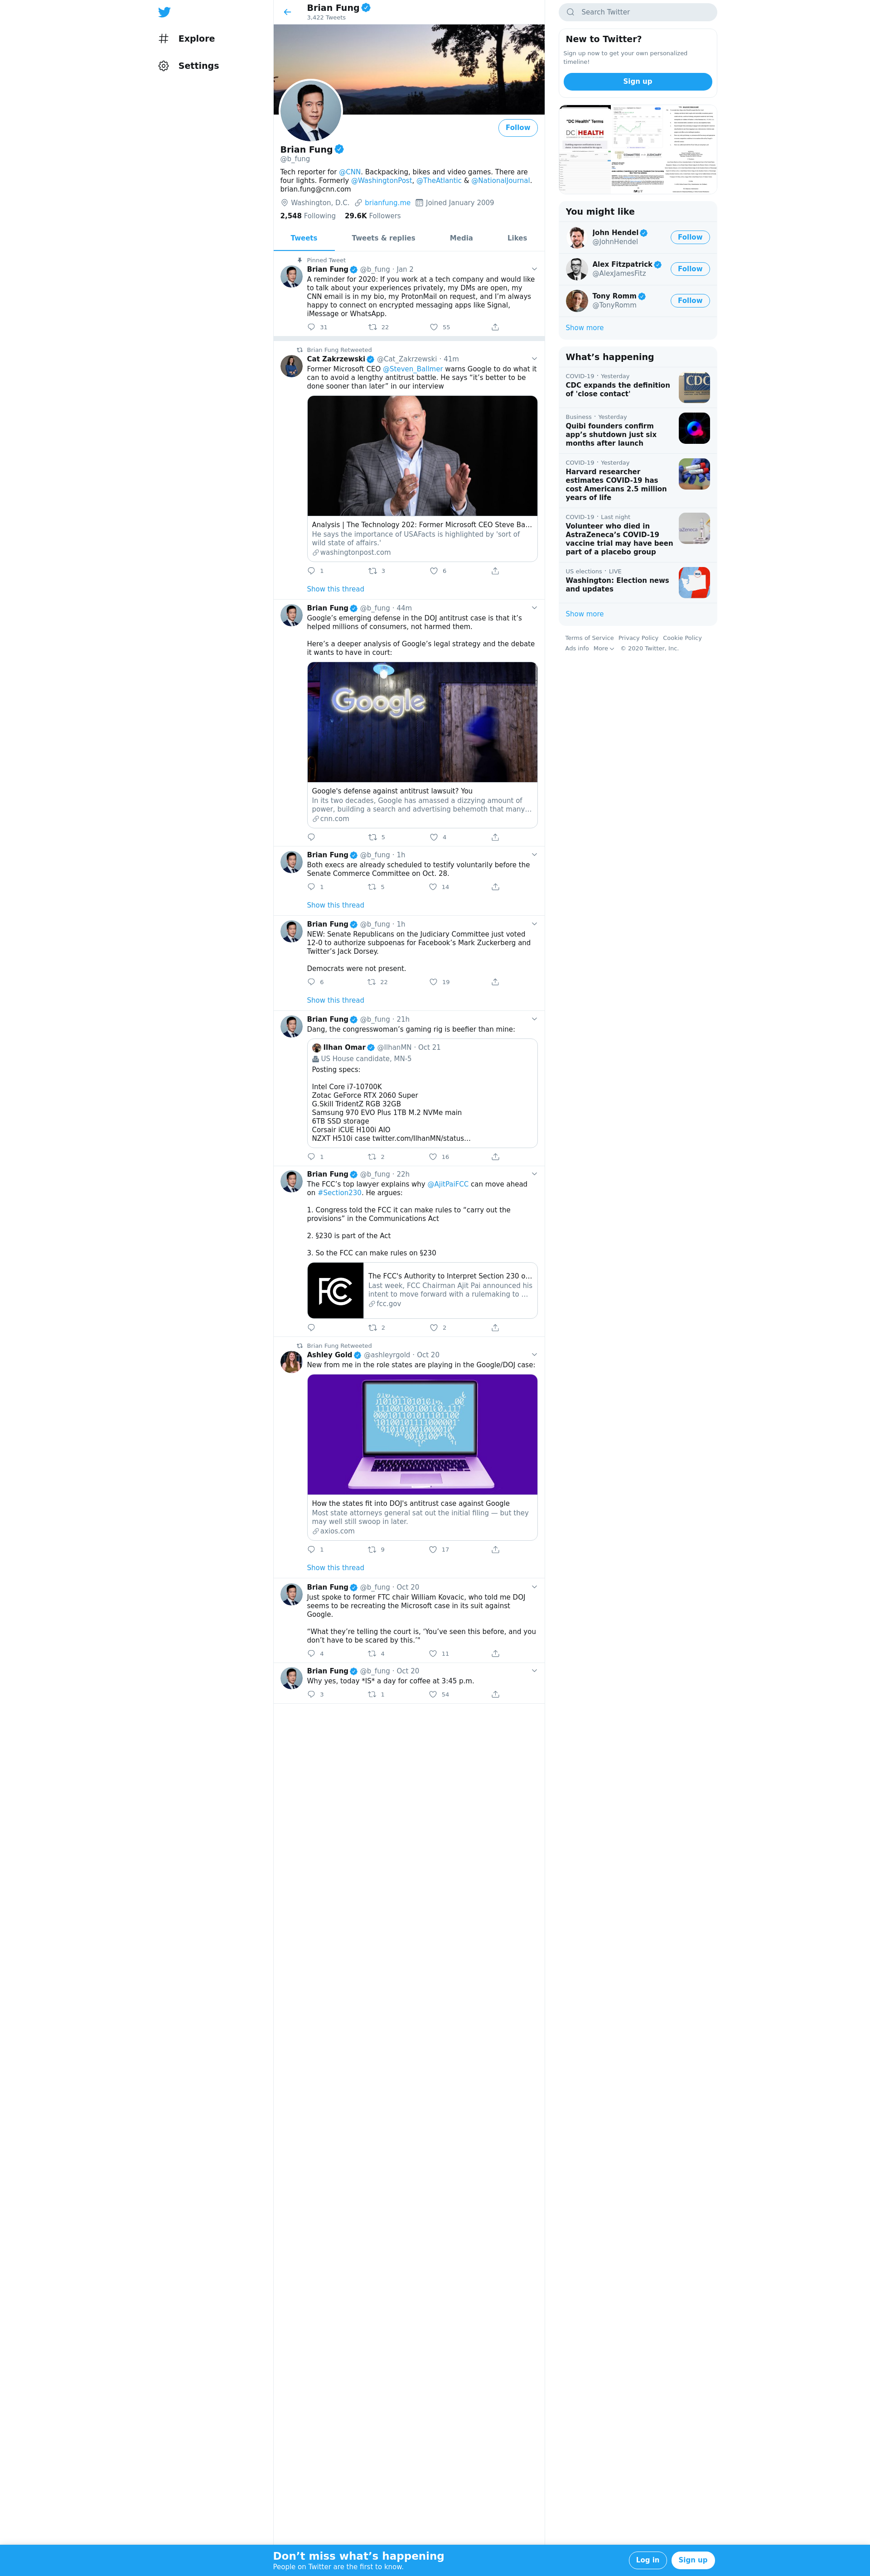 Explore
Settings
Brian Fung
3,422 Tweets
Follow
Brian Fung
@b_fung
Tech reporter for @CNN. Backpacking, bikes and video games. There are
four lights. Formerly @WashingtonPost, @TheAtlantic & @NationalJournal.
brian.fung@cnn.com
Washington, D.C. brianfung.me Joined January 2009
2,548 Following 29.6K Followers
Tweets Tweets & replies Media Likes
Pinned Tweet
Brian Fung @b_fung · Jan 2
A reminder for 2020: If you work at a tech company and would like
to talk about your experiences privately, my DMs are open, my
CNN email is in my bio, my ProtonMail on request, and I’m always
happy to connect on encrypted messaging apps like Signal,
iMessage or WhatsApp.
31 22 55
Brian Fung Retweeted
Cat Zakrzewski @Cat_Zakrzewski · 41m
Former Microsoft CEO @Steven_Ballmer warns Google to do what it
can to avoid a lengthy antitrust battle. He says “it’s better to be
done sooner than later” in our interview
Analysis | The Technology 202: Former Microsoft CEO Steve Ba...
He says the importance of USAFacts is highlighted by 'sort of
wild state of affairs.'
washingtonpost.com
1 3 6
Show this thread
Brian Fung @b_fung · 44m
Google’s emerging defense in the DOJ antitrust case is that it’s
helped millions of consumers, not harmed them.
Here’s a deeper analysis of Google’s legal strategy and the debate
it wants to have in court:
Google
Google's defense against antitrust lawsuit? You
In its two decades, Google has amassed a dizzying amount of
power, building a search and advertising behemoth that many...
cnn.com
5 4
Brian Fung @b_fung · 1h
Both execs are already scheduled to testify voluntarily before the
Senate Commerce Committee on Oct. 28.
1 5 14
Show this thread
Brian Fung @b_fung · 1h
NEW: Senate Republicans on the Judiciary Committee just voted
12-0 to authorize subpoenas for Facebook’s Mark Zuckerberg and
Twitter’s Jack Dorsey.
Democrats were not present.
6 22 19
Show this thread
Brian Fung @b_fung · 21h
Dang, the congresswoman’s gaming rig is beefier than mine:
Ilhan Omar @IlhanMN · Oct 21
US House candidate, MN-5
Posting specs:
Intel Core i7-10700K
Zotac GeForce RTX 2060 Super
G.Skill TridentZ RGB 32GB
Samsung 970 EVO Plus 1TB M.2 NVMe main
6TB SSD storage
Corsair iCUE H100i AIO
NZXT H510i case twitter.com/IlhanMN/status…
1 2 16
Brian Fung @b_fung · 22h
The FCC’s top lawyer explains why @AjitPaiFCC can move ahead
on #Section230. He argues:
1. Congress told the FCC it can make rules to “carry out the
provisions” in the Communications Act
2. §230 is part of the Act
3. So the FCC can make rules on §230
FCC
The FCC's Authority to Interpret Section 230 o...
Last week, FCC Chairman Ajit Pai announced his
intent to move forward with a rulemaking to ...
fcc.gov
2 2
Brian Fung Retweeted
Ashley Gold @ashleyrgold · Oct 20
New from me in the role states are playing in the Google/DOJ case:
How the states fit into DOJ's antitrust case against Google
Most state attorneys general sat out the initial filing — but they
may well still swoop in later.
axios.com
1 9 17
Show this thread
Brian Fung @b_fung · Oct 20
Just spoke to former FTC chair William Kovacic, who told me DOJ
seems to be recreating the Microsoft case in its suit against
Google.
“What they’re telling the court is, ‘You’ve seen this before, and you
don’t have to be scared by this.’”
4 4 11
Brian Fung @b_fung · Oct 20
Why yes, today *IS* a day for coffee at 3:45 p.m.
3 1 54
Search Twitter
New to Twitter?
Sign up now to get your own personalized
timeline!
Sign up
"DC Health" Terms
DC HEALTH
You might like
John Hendel
@JohnHendel
Follow
Alex Fitzpatrick
@AlexJamesFitz
Follow
Tony Romm
@TonyRomm
Follow
Show more
What’s happening
COVID-19 · Yesterday
CDC expands the definition
of 'close contact'
CDC
Business · Yesterday
Quibi founders confirm
app’s shutdown just six
months after launch
COVID-19 · Yesterday
Harvard researcher
estimates COVID-19 has
cost Americans 2.5 million
years of life
COVID-19 · Last night
Volunteer who died in
AstraZeneca’s COVID-19
vaccine trial may have been
part of a placebo group
US elections · LIVE
Washington: Election news
and updates
Show more
Terms of Service Privacy Policy Cookie Policy
Ads info More © 2020 Twitter, Inc.
Don’t miss what’s happening
People on Twitter are the first to know.
Log in Sign up